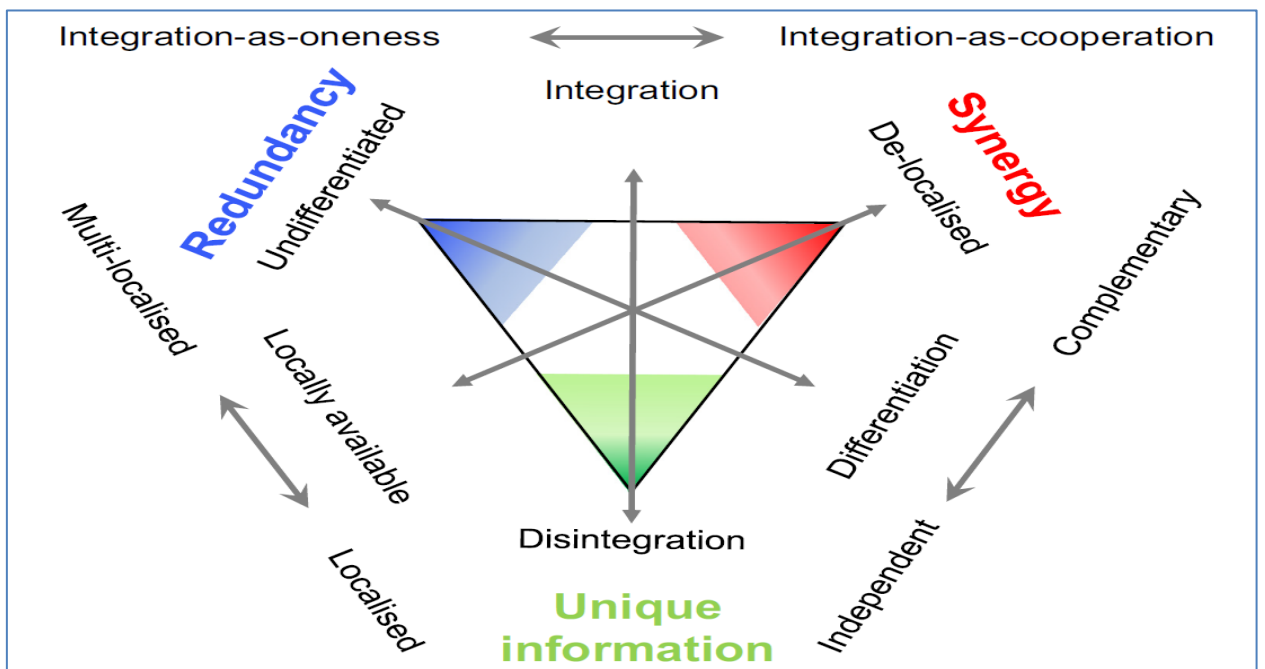 Integration-as-oneness
Integration-as-cooperation
Integration
Redundancy
Undifferentiated
Synergy
De-localised
Multi-localised
Complementary
Locally available
Differentiation
Localised
Disintegration
Independent
Unique
information